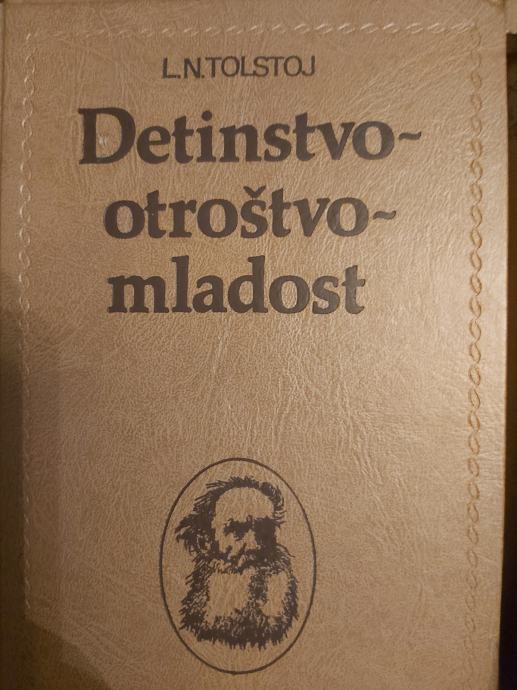 L.N.TOLSTOJ
Detinstvo-
otroštvo-
mladost